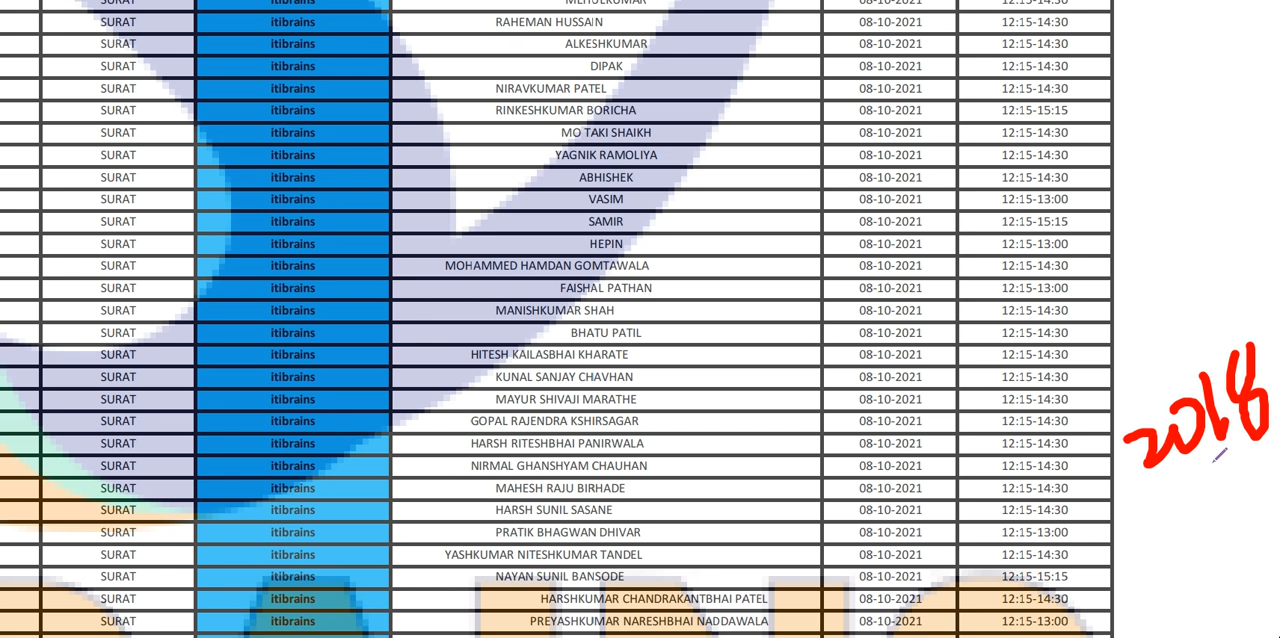 SURAT itibrains MEHULKUMAR 08-10-2021 12:15-14:30
SURAT itibrains RAHEMAN HUSSAIN 08-10-2021 12:15-14:30
SURAT itibrains ALKESHKUMAR 08-10-2021 12:15-14:30
SURAT itibrains DIPAK 08-10-2021 12:15-14:30
SURAT itibrains NIRAVKUMAR PATEL 08-10-2021 12:15-14:30
SURAT itibrains RINKESHKUMAR BORICHA 08-10-2021 12:15-15:15
SURAT itibrains MO TAKI SHAIKH 08-10-2021 12:15-14:30
SURAT itibrains YAGNIK RAMOLIYA 08-10-2021 12:15-14:30
SURAT itibrains ABHISHEK 08-10-2021 12:15-14:30
SURAT itibrains VASIM 08-10-2021 12:15-13:00
SURAT itibrains SAMIR 08-10-2021 12:15-15:15
SURAT itibrains HEPIN 08-10-2021 12:15-13:00
SURAT itibrains MOHAMMED HAMDAN GOMTAWALA 08-10-2021 12:15-14:30
SURAT itibrains FAISHAL PATHAN 08-10-2021 12:15-13:00
SURAT itibrains MANISHKUMAR SHAH 08-10-2021 12:15-14:30
SURAT itibrains BHATU PATIL 08-10-2021 12:15-14:30
SURAT itibrains HITESH KAILASBHAI KHARATE 08-10-2021 12:15-14:30
SURAT itibrains KUNAL SANJAY CHAVHAN 08-10-2021 12:15-14:30
SURAT itibrains MAYUR SHIVAJI MARATHE 08-10-2021 12:15-14:30
SURAT itibrains GOPAL RAJENDRA KSHIRSAGAR 08-10-2021 12:15-14:30
SURAT itibrains HARSH RITESHBHAI PANIRWALA 08-10-2021 12:15-14:30
2018
SURAT itibrains NIRMAL GHANSHYAM CHAUHAN 08-10-2021 12:15-14:30
SURAT itibrains MAHESH RAJU BIRHADE 08-10-2021 12:15-14:30
SURAT itibrains HARSH SUNIL SASANE 08-10-2021 12:15-14:30
SURAT itibrains PRATIK BHAGWAN DHIVAR 08-10-2021 12:15-13:00
SURAT itibrains YASHKUMAR NITESHKUMAR TANDEL 08-10-2021 12:15-14:30
SURAT itibrains NAYAN SUNIL BANSODE 08-10-2021 12:15-15:15
SURAT itibrains HARSHKUMAR CHANDRAKANTBHAI PATEL 08-10-2021 12:15-14:30
SURAT itibrains PREYASHKUMAR NARESHBHAI NADDAWALA 08-10-2021 12:15-13:00